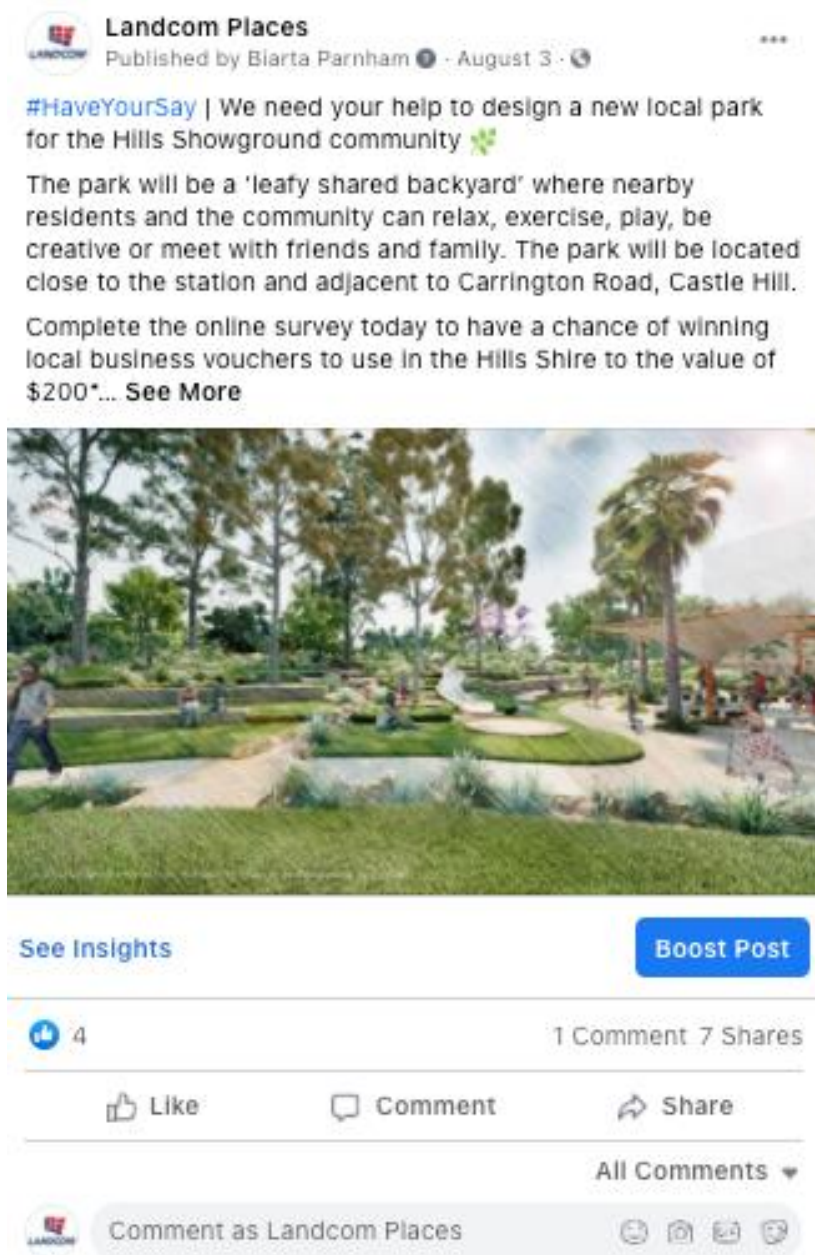 Landcom Places
Published by Biarta Parnham · August 3 ·
#HaveYourSay | We need your help to design a new local park
for the Hills Showground community
The park will be a 'leafy shared backyard' where nearby
residents and the community can relax, exercise, play, be
creative or meet with friends and family. The park will be located
close to the station and adjacent to Carrington Road, Castle Hill.
Complete the online survey today to have a chance of winning
local business vouchers to use in the Hills Shire to the value of
$200*... See More
See Insights
Boost Post
4
1 Comment 7 Shares
Like
Comment
Share
All Comments
LANDCOM
Comment as Landcom Places